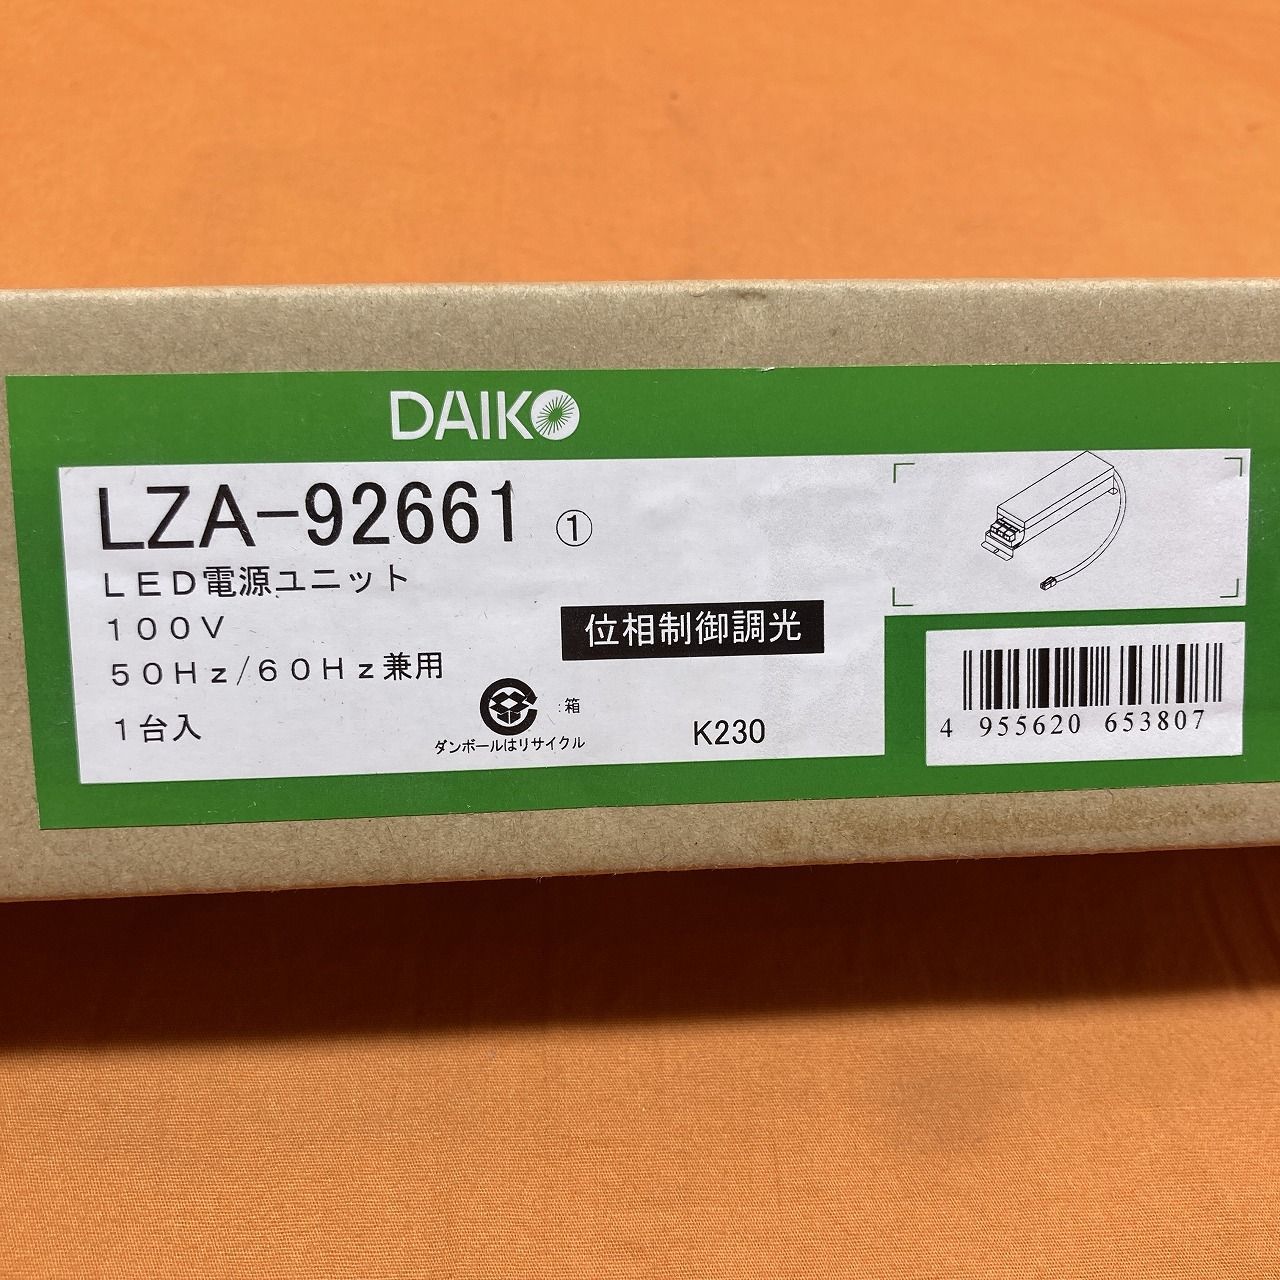 DAIKO
LZA-92661 ①
LED電源ユニット
100V
位相制御調光
50Hz/60Hz兼用
:箱
1台入
ダンボールはリサイクル
K230
4 955620 653807